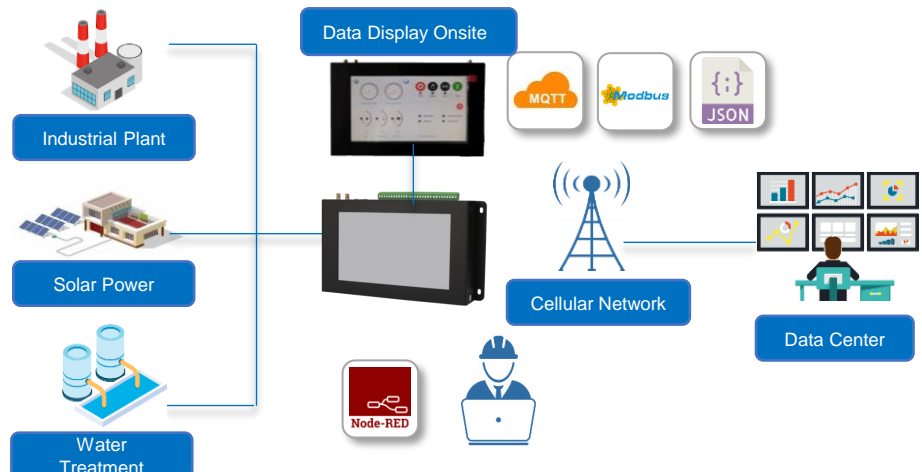 Data Display Onsite
MQTT
Modbus
{:}
JSON
Industrial Plant
Solar Power
Cellular Network
Data Center
Node-RED
Water
Treatment